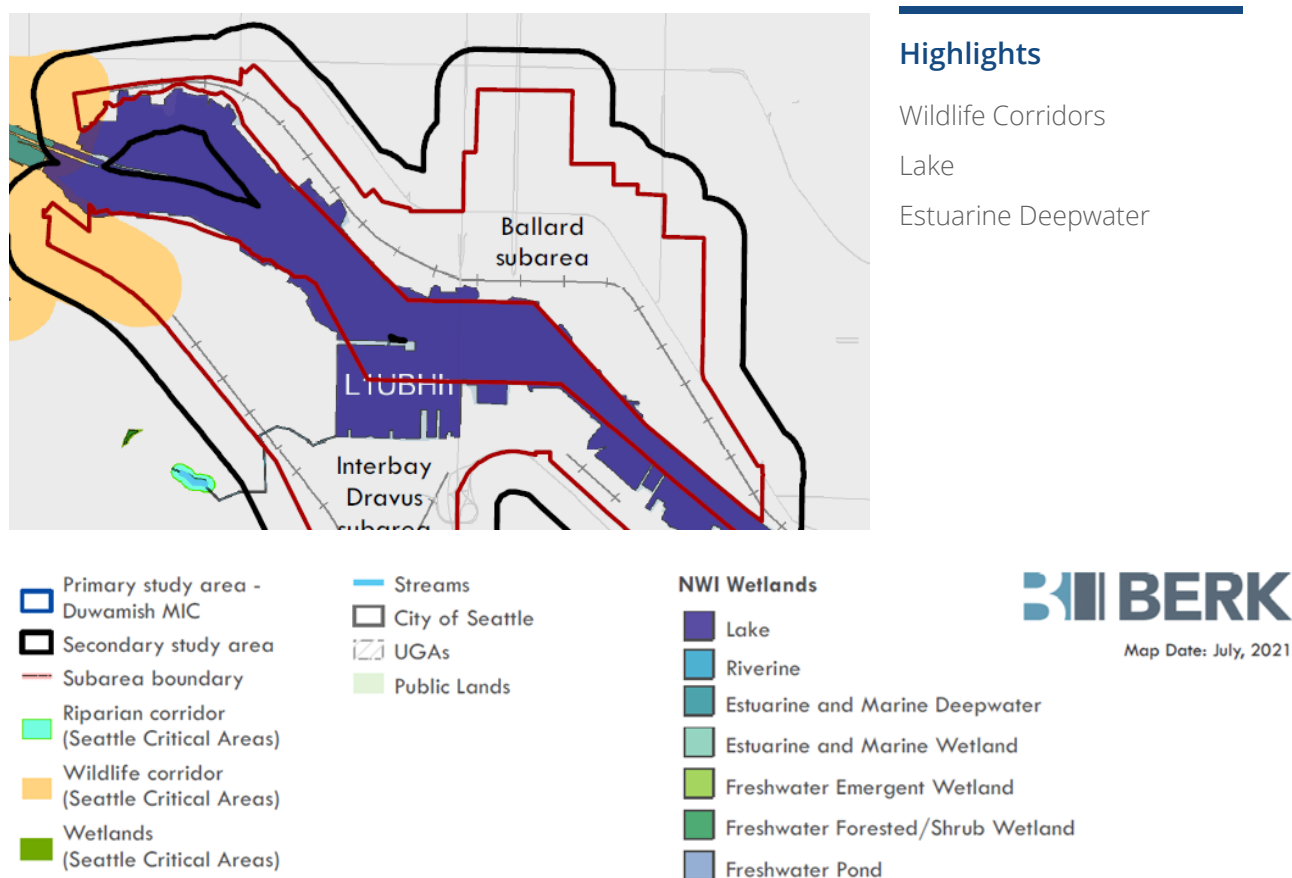 Highlights
Wildlife Corridors
Lake
Estuarine Deepwater
Ballard
subarea
L1UBHh
Interbay
Dravus
subarea
Primary study area -
Duwamish MIC
Secondary study area
Subarea boundary
Riparian corridor
(Seattle Critical Areas)
Wildlife corridor
(Seattle Critical Areas)
Wetlands
(Seattle Critical Areas)
Streams
City of Seattle
UGAs
Public Lands
NWI Wetlands
Lake
Riverine
Estuarine and Marine Deepwater
Estuarine and Marine Wetland
Freshwater Emergent Wetland
Freshwater Forested/Shrub Wetland
Freshwater Pond
BERK
Map Date: July, 2021